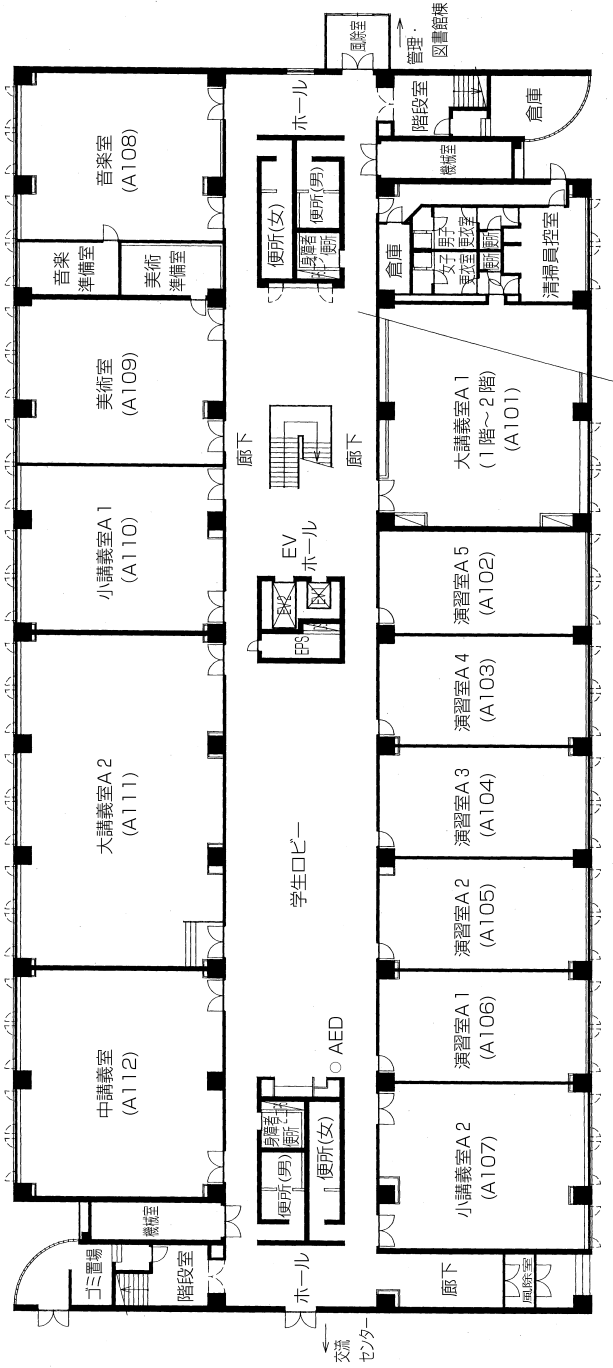 風除室
管理・
図書館棟
ホール
階段室
倉庫
機械室
音楽室
(A108)
音楽
準備室
美術
準備室
便所(女)
便所(男)
身障者
便所
倉庫
男子
更衣室
女子
更衣室
便所
便所
清掃員控室
美術室
(A109)
廊下
廊下
大講義室A1
(1階~2階)
(A101)
小講義室A1
(A110)
EV
ホール
EV2
EV1
EPS
演習室A5
(A102)
演習室A4
(A103)
大講義室A2
(A111)
学生ロビー
演習室A3
(A104)
演習室A2
(A105)
中講義室
(A112)
AED
演習室A1
(A106)
身障者
便所
便所(男)
便所(女)
小講義室A2
(A107)
機械室
ゴミ置場
階段室
ホール
廊下
風除室
交流
センター